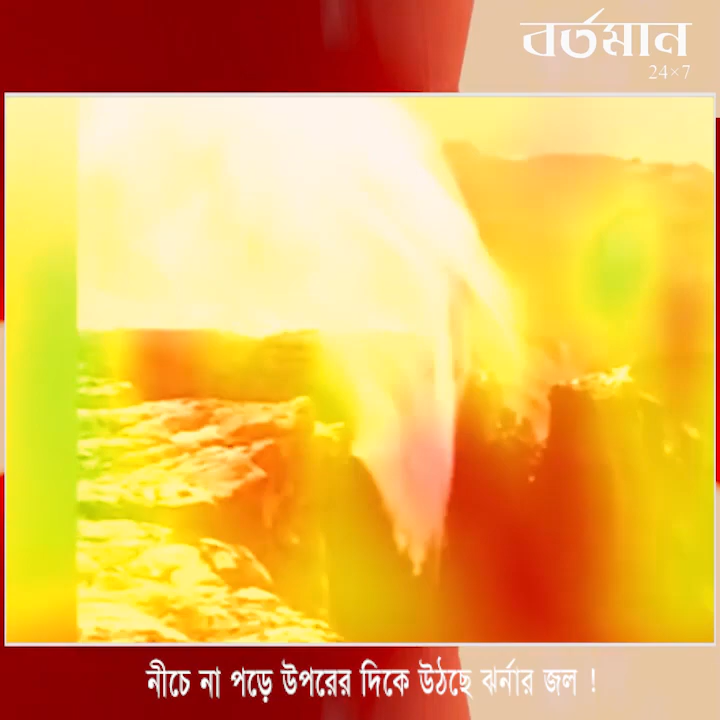 বর্তমান
24×7
নীচে না পড়ে উপরের দিকে উঠছে ঝর্নার জল !